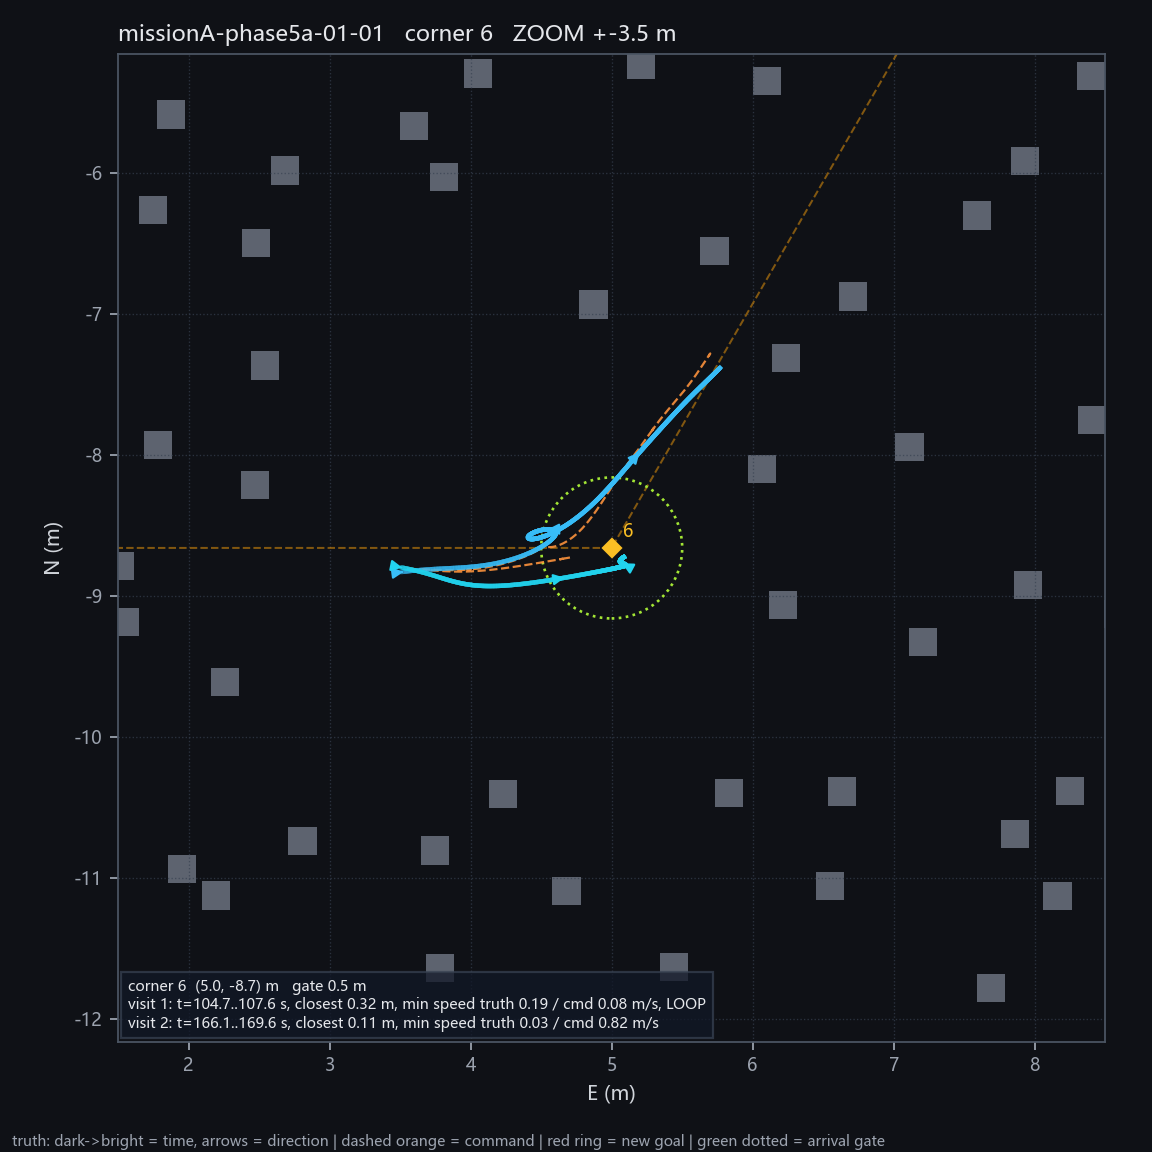 missionA-phase5a-01-01   corner 6   ZOOM +-3.5 m
-6
-7
-8
-9
-10
-11
-12
N (m)
6
corner 6  (5.0, -8.7) m   gate 0.5 m
visit 1: t=104.7..107.6 s, closest 0.32 m, min speed truth 0.19 / cmd 0.08 m/s, LOOP
visit 2: t=166.1..169.6 s, closest 0.11 m, min speed truth 0.03 / cmd 0.82 m/s
2 3 4 5 6 7 8
E (m)
truth: dark->bright = time, arrows = direction | dashed orange = command | red ring = new goal | green dotted = arrival gate